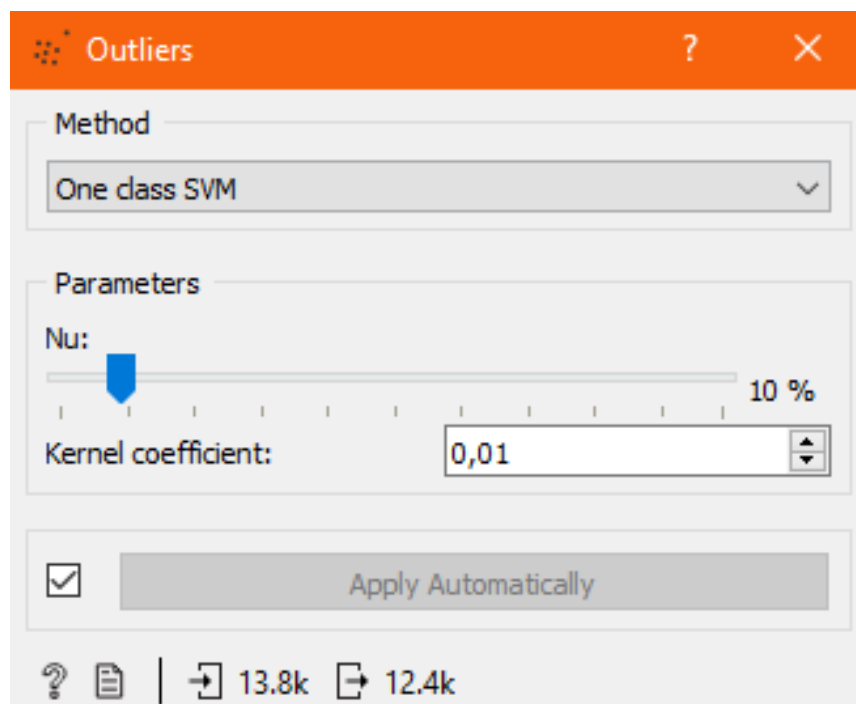 Outliers ?
Method
One class SVM
Parameters
Nu:
10 %
Kernel coefficient: 0,01
Apply Automatically
? 13.8k 12.4k